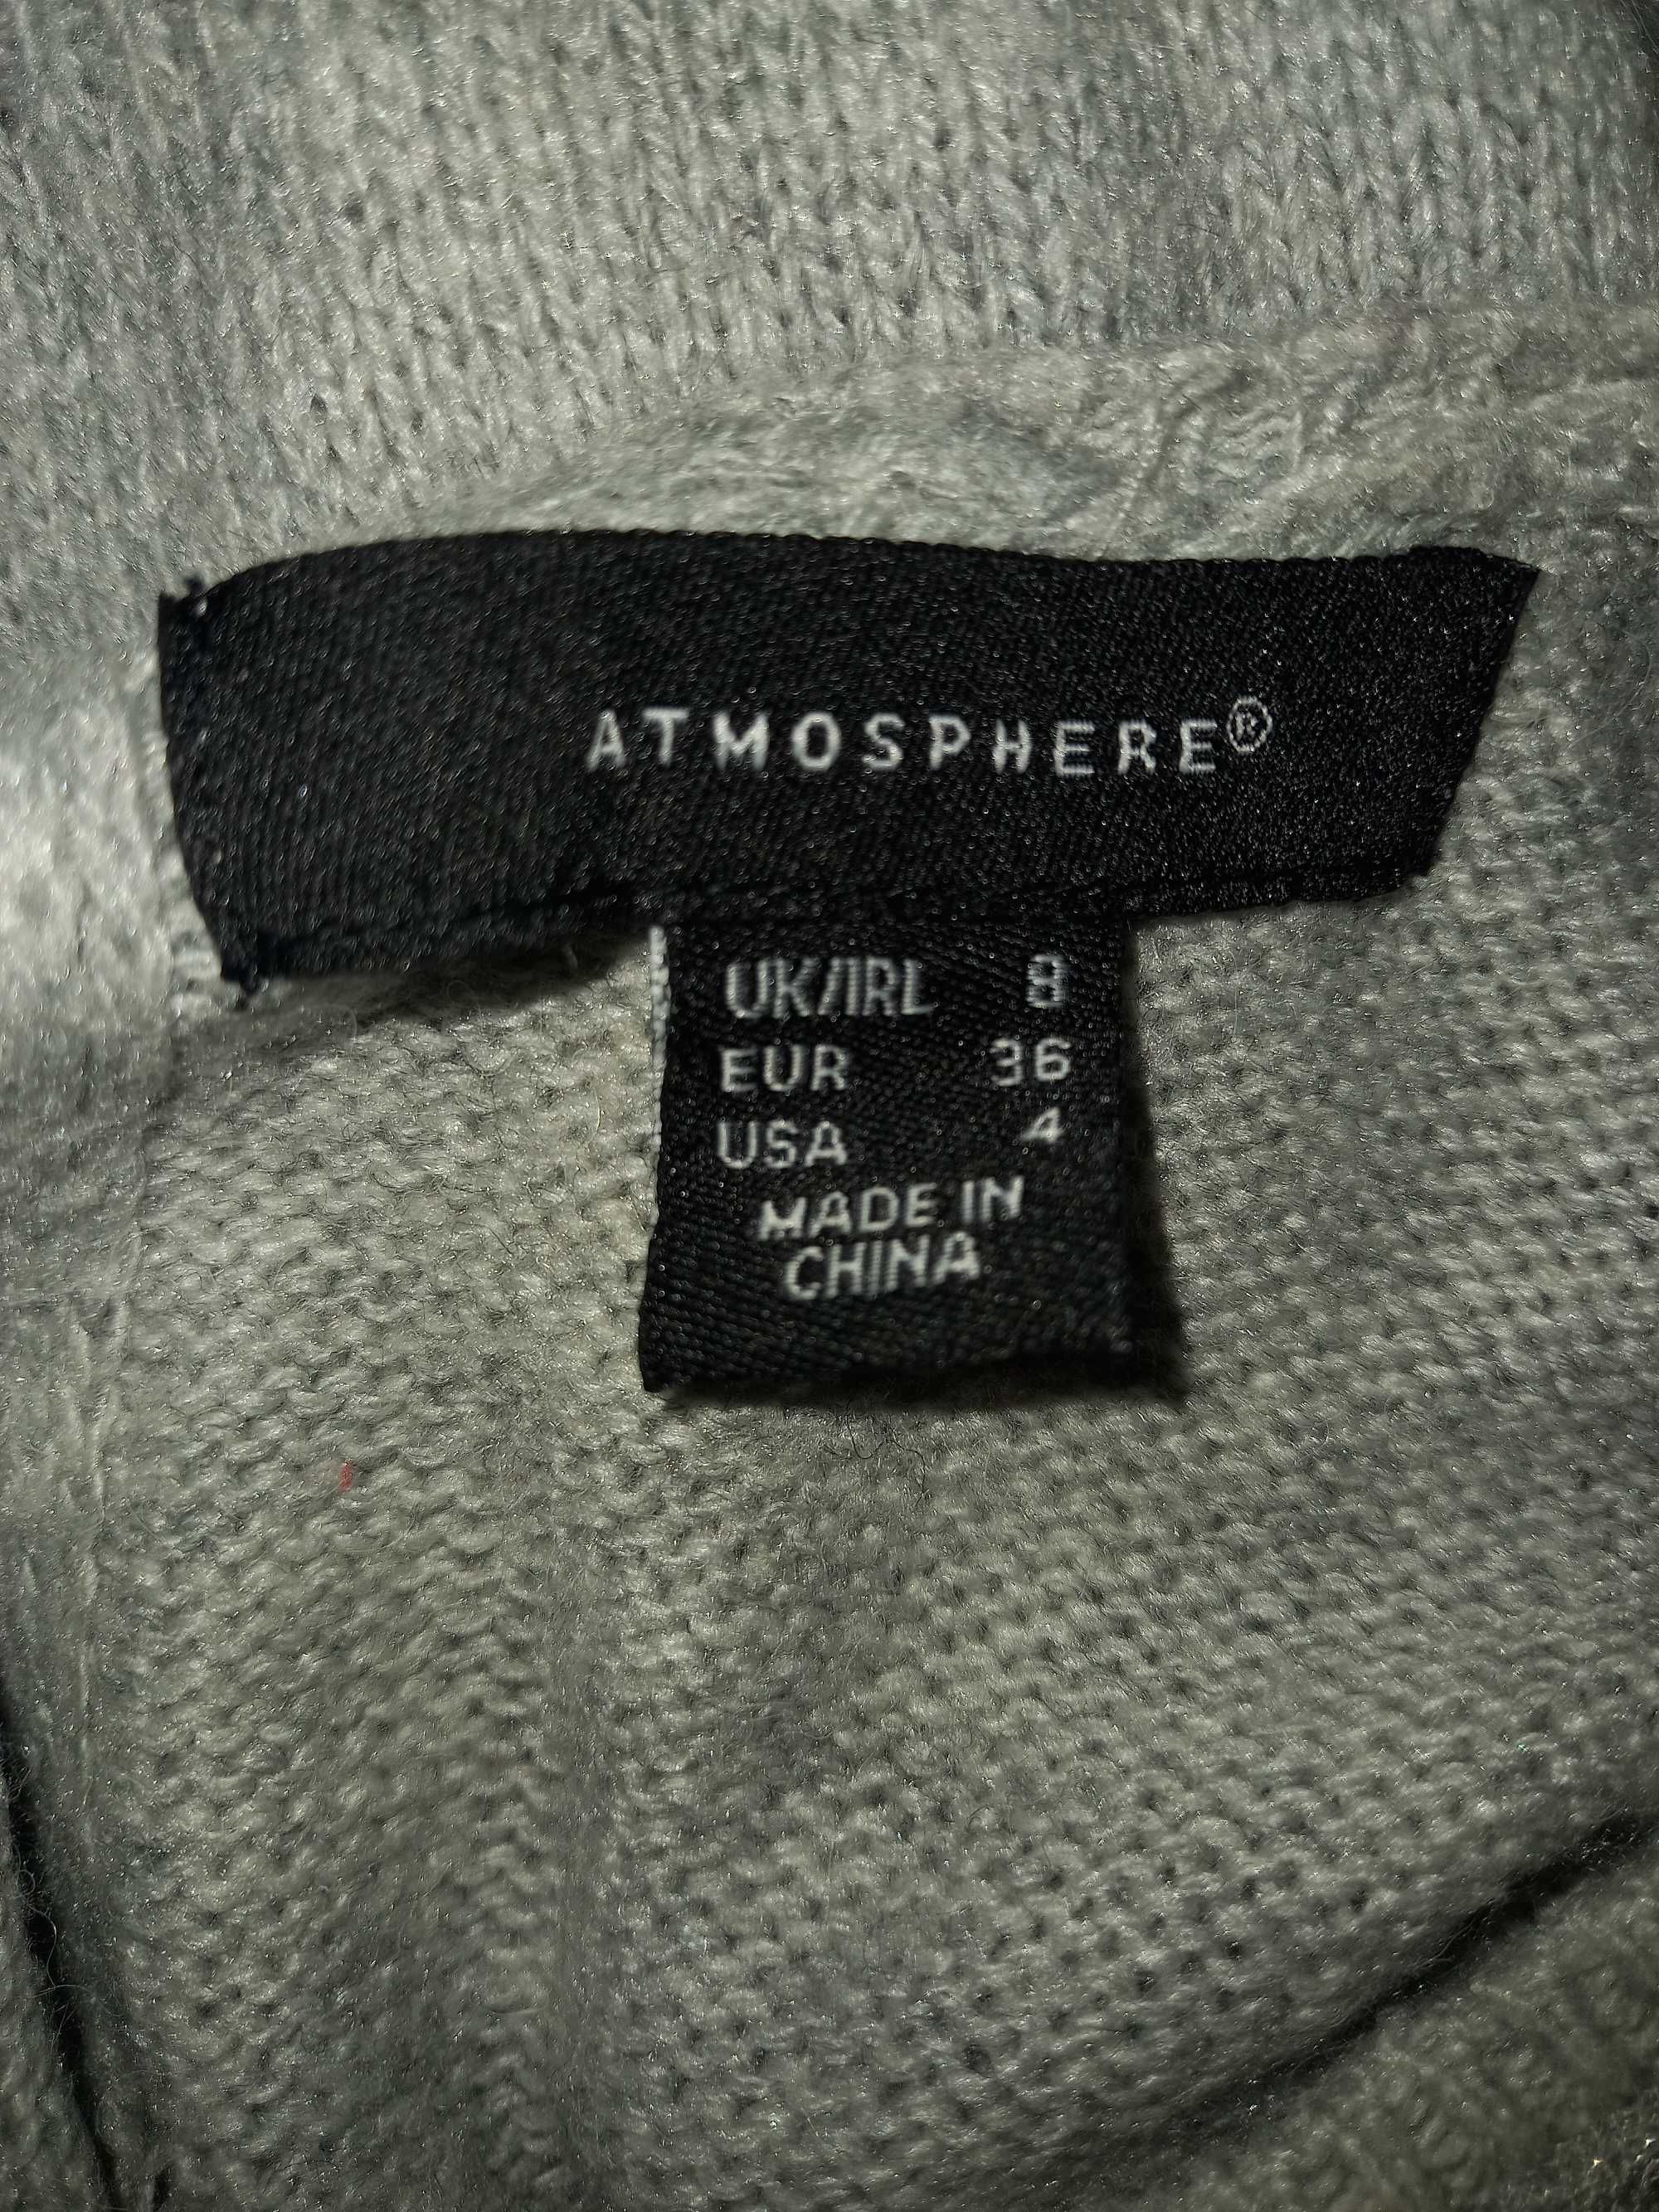 ATMOSPHERE®
UK/IRL 8
EUR 36
USA 4
MADE IN
CHINA